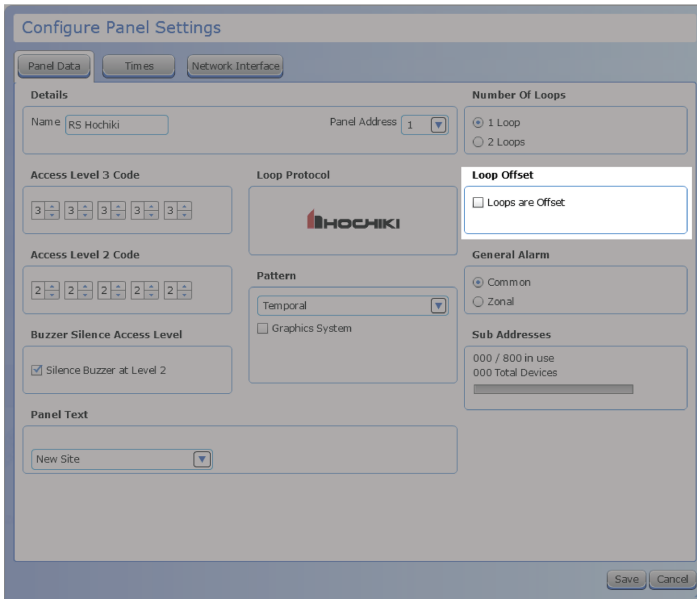 Configure Panel Settings
Panel Data Times Network Interface
Details
Name RS Hochiki Panel Address 1
Number Of Loops
1 Loop
2 Loops
Access Level 3 Code
3 3 3 3 3
Loop Protocol
HOCHIKI
Loop Offset
Loops are Offset
Access Level 2 Code
2 2 2 2 2
Pattern
Temporal
Graphics System
General Alarm
Common
Zonal
Buzzer Silence Access Level
Silence Buzzer at Level 2
Sub Addresses
000 / 800 in use
000 Total Devices
Panel Text
New Site
Save Cancel